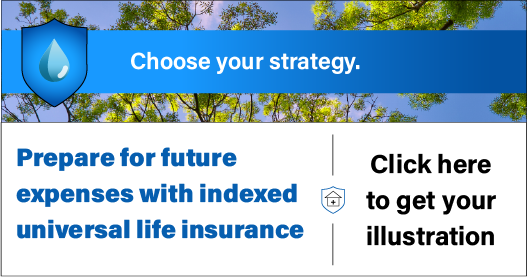 Choose your strategy.
Prepare for future
expenses with indexed
universal life insurance
Click here
to get your
illustration